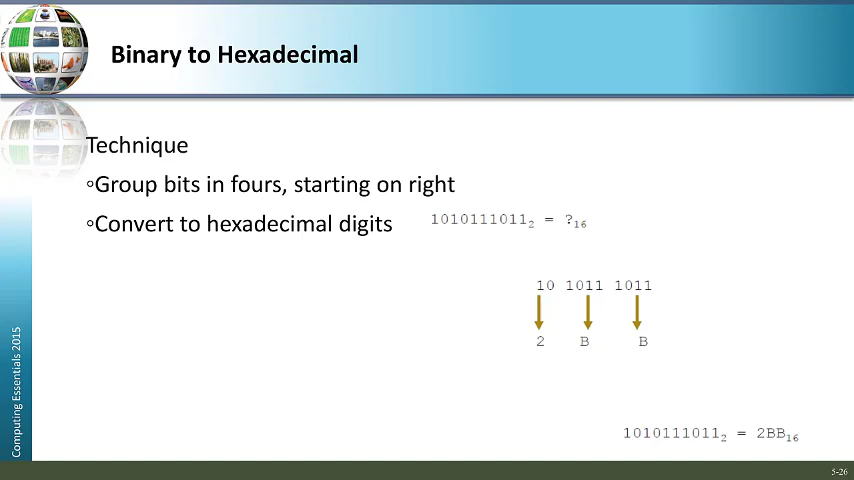 Binary to Hexadecimal
Technique
◦Group bits in fours, starting on right
◦Convert to hexadecimal digits
1010111011₂ = ?₁₆
10 1011 1011
2 B B
1010111011₂ = 2BB₁₆
Computing Essentials 2015
5-26